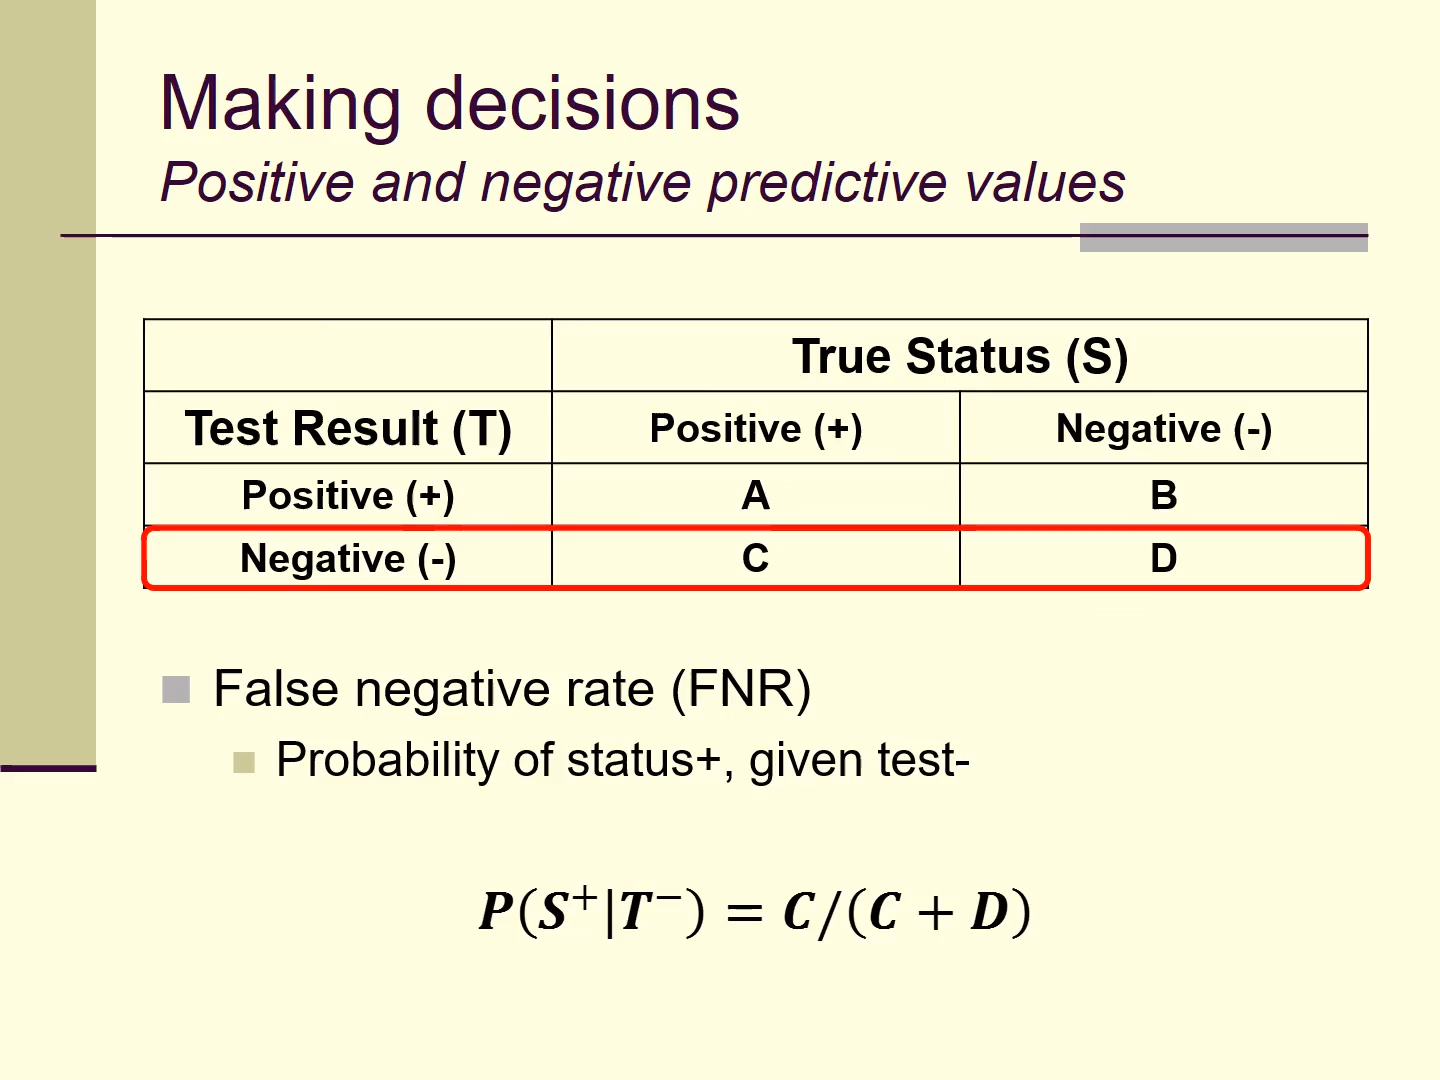 Making decisions
Positive and negative predictive values
True Status (S)
Test Result (T) Positive (+) Negative (-)
Positive (+) A B
Negative (-) C D
False negative rate (FNR)
Probability of status+, given test-
P(S⁺|T⁻) = C/(C + D)